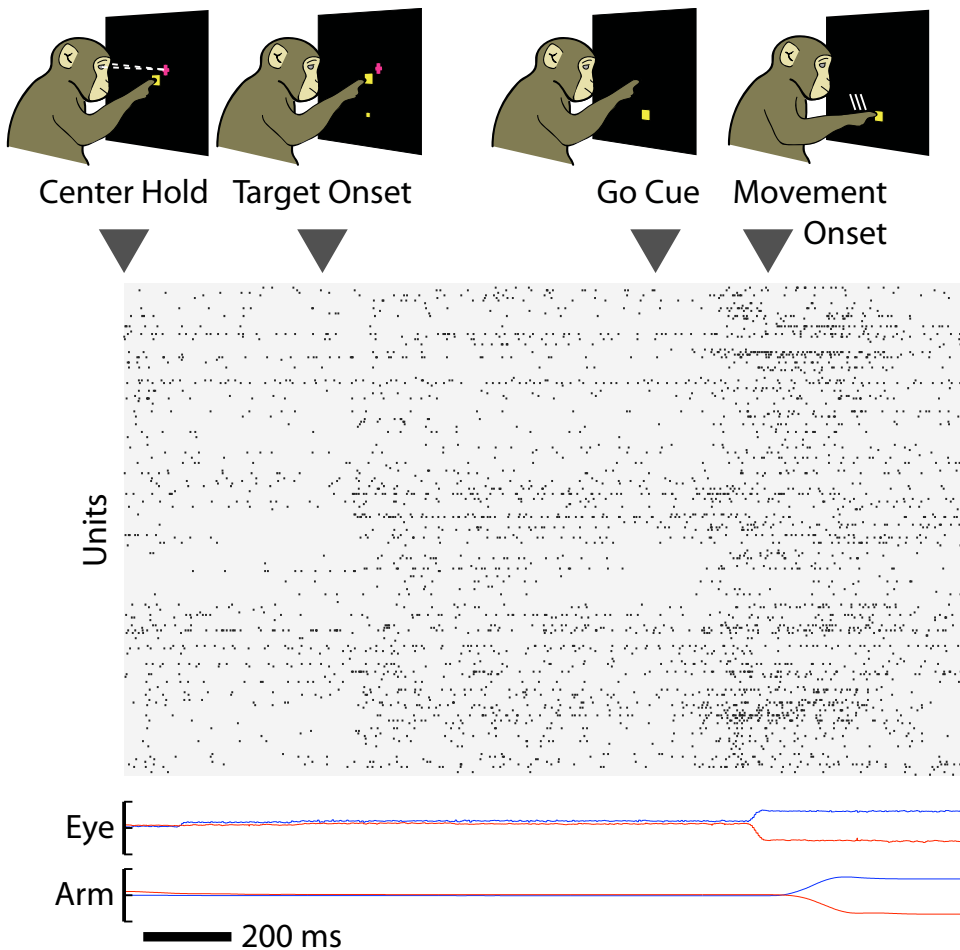 Center Hold
Target Onset
Go Cue
Movement
Onset
Units
Eye
Arm
200 ms